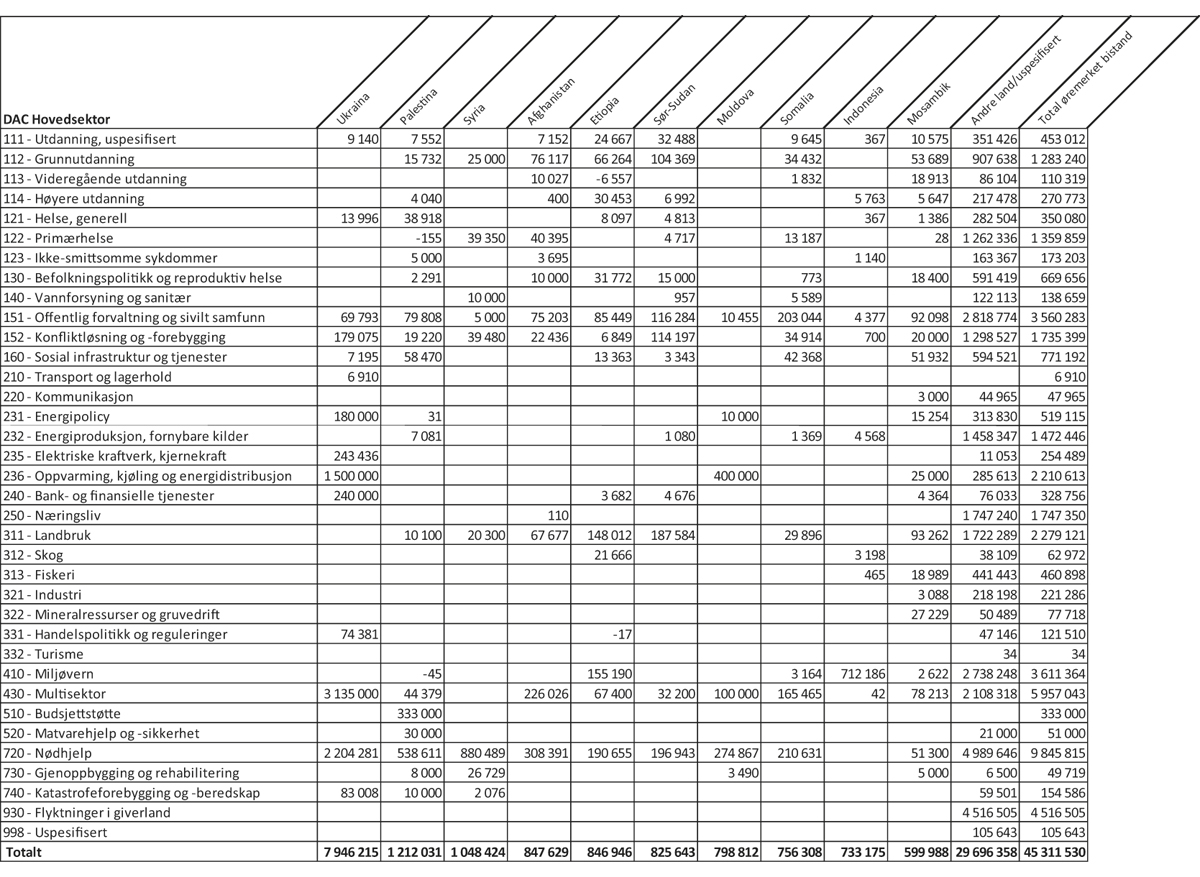 Ukraina Palestina Syria Afghanistan Etiopia Sør-Sudan Moldova Somalia Indonesia Mosambik Andre land/uspesifisert Total øremerket bistand
DAC Hovedsektor
111 - Utdanning, uspesifisert 9 140 7 552 7 152 24 667 32 488 9 645 367 10 575 351 426 453 012
112 - Grunnutdanning 15 732 25 000 76 117 66 264 104 369 34 432 53 689 907 638 1 283 240
113 - Videregående utdanning 10 027 -6 557 1 832 18 913 86 104 110 319
114 - Høyere utdanning 4 040 400 30 453 6 992 5 763 5 647 217 478 270 773
121 - Helse, generell 13 996 38 918 8 097 4 813 367 1 386 282 504 350 080
122 - Primærhelse -155 39 350 40 395 4 717 13 187 28 1 262 336 1 359 859
123 - Ikke-smittsomme sykdommer 5 000 3 695 1 140 163 367 173 203
130 - Befolkningspolitikk og reproduktiv helse 2 291 10 000 31 772 15 000 773 18 400 591 419 669 656
140 - Vannforsyning og sanitær 10 000 957 5 589 122 113 138 659
151 - Offentlig forvaltning og sivilt samfunn 69 793 79 808 5 000 75 203 85 449 116 284 10 455 203 044 4 377 92 098 2 818 774 3 560 283
152 - Konfliktløsning og -forebygging 179 075 19 220 39 480 22 436 6 849 114 197 34 914 700 20 000 1 298 527 1 735 399
160 - Sosial infrastruktur og tjenester 7 195 58 470 13 363 3 343 42 368 51 932 594 521 771 192
210 - Transport og lagerhold 6 910 6 910
220 - Kommunikasjon 3 000 44 965 47 965
231 - Energipolicy 180 000 31 10 000 15 254 313 830 519 115
232 - Energiproduksjon, fornybare kilder 7 081 1 080 1 369 4 568 1 458 347 1 472 446
235 - Elektriske kraftverk, kjernekraft 243 436 11 053 254 489
236 - Oppvarming, kjøling og energidistribusjon 1 500 000 400 000 25 000 285 613 2 210 613
240 - Bank- og finansielle tjenester 240 000 3 682 4 676 4 364 76 033 328 756
250 - Næringsliv 110 1 747 240 1 747 350
311 - Landbruk 10 100 20 300 67 677 148 012 187 584 29 896 93 262 1 722 289 2 279 121
312 - Skog 21 666 3 198 38 109 62 972
313 - Fiskeri 465 18 989 441 443 460 898
321 - Industri 3 088 218 198 221 286
322 - Mineralressurser og gruvedrift 27 229 50 489 77 718
331 - Handelspolitikk og reguleringer 74 381 -17 47 146 121 510
332 - Turisme 34 34
410 - Miljøvern -45 155 190 3 164 712 186 2 622 2 738 248 3 611 364
430 - Multisektor 3 135 000 44 379 226 026 67 400 32 200 100 000 165 465 42 78 213 2 108 318 5 957 043
510 - Budsjettstøtte 333 000 333 000
520 - Matvarehjelp og -sikkerhet 30 000 21 000 51 000
720 - Nødhjelp 2 204 281 538 611 880 489 308 391 190 655 196 943 274 867 210 631 51 300 4 989 646 9 845 815
730 - Gjenoppbygging og rehabilitering 8 000 26 729 3 490 5 000 6 500 49 719
740 - Katastrofeforebygging og -beredskap 83 008 10 000 2 076 59 501 154 586
930 - Flyktninger i giverland 4 516 505 4 516 505
998 - Uspesifisert 105 643 105 643
Totalt 7 946 215 1 212 031 1 048 424 847 629 846 946 825 643 798 812 756 308 733 175 599 988 29 696 358 45 311 530